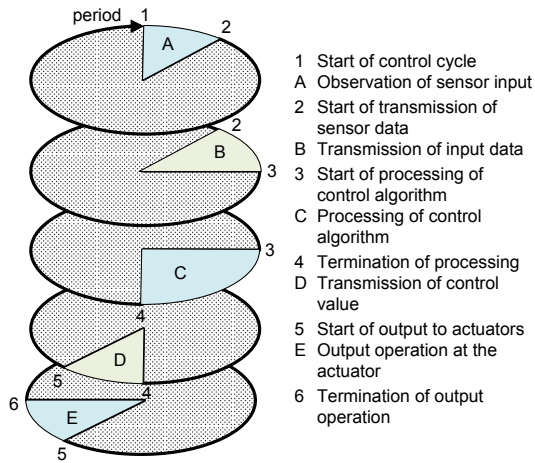 period
1
A
2
2
B
3
3
C
4
D
5
4
6
E
5
1 Start of control cycle
A Observation of sensor input
2 Start of transmission of
sensor data
B Transmission of input data
3 Start of processing of
control algorithm
C Processing of control
algorithm
4 Termination of processing
D Transmission of control
value
5 Start of output to actuators
E Output operation at the
actuator
6 Termination of output
operation